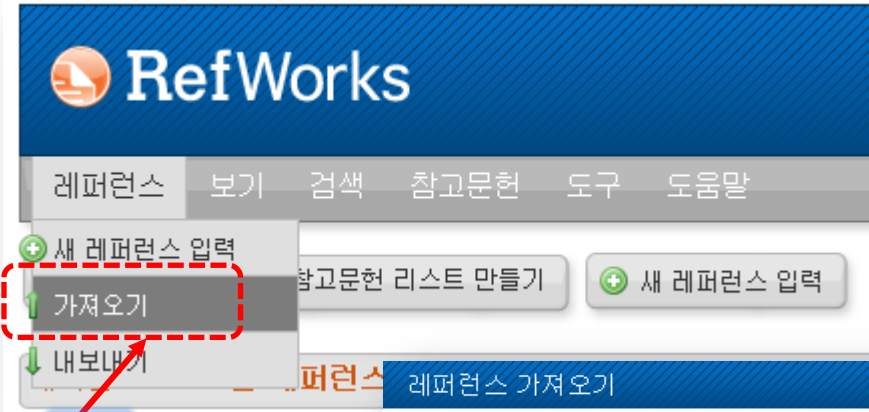 RefWorks
레퍼런스 보기 검색 참고문헌 도구 도움말
새 레퍼런스 입력
참고문헌 리스트 만들기 새 레퍼런스 입력
가져오기
내보내기
퍼런스
레퍼런스 가져오기